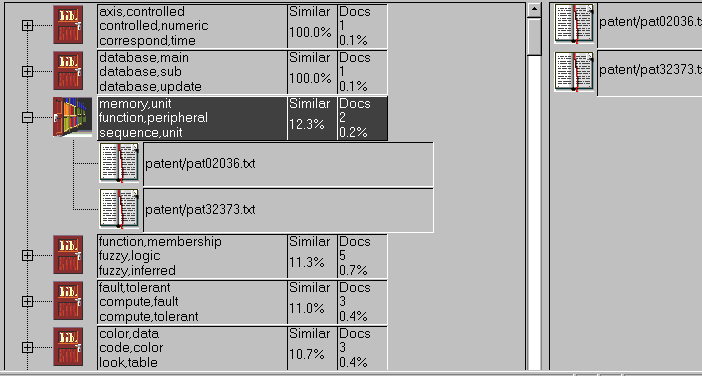 axis,controlled Similar Docs
controlled,numeric 100.0% 1
correspond,time 0.1%
database,main Similar Docs
database,sub 100.0% 1
database,update 0.1%
memory,unit Similar Docs
function,peripheral 12.3% 2
sequence,unit 0.2%
patent/pat02036.txt
patent/pat32373.txt
function,membership Similar Docs
fuzzy,logic 11.3% 5
fuzzy,inferred 0.7%
fault,tolerant Similar Docs
compute,fault 11.0% 3
compute,tolerant 0.4%
color,data Similar Docs
code,color 10.7% 3
look,table 0.4%
patent/pat02036.tx
patent/pat32373.tx